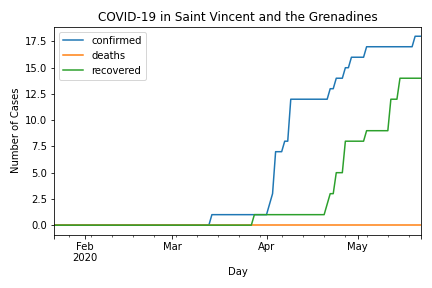 COVID-19 in Saint Vincent and the Grenadines
confirmed
deaths
recovered
Number of Cases
17.5
15.0
12.5
10.0
7.5
5.0
2.5
0.0
Feb
2020
Mar
Apr
May
Day